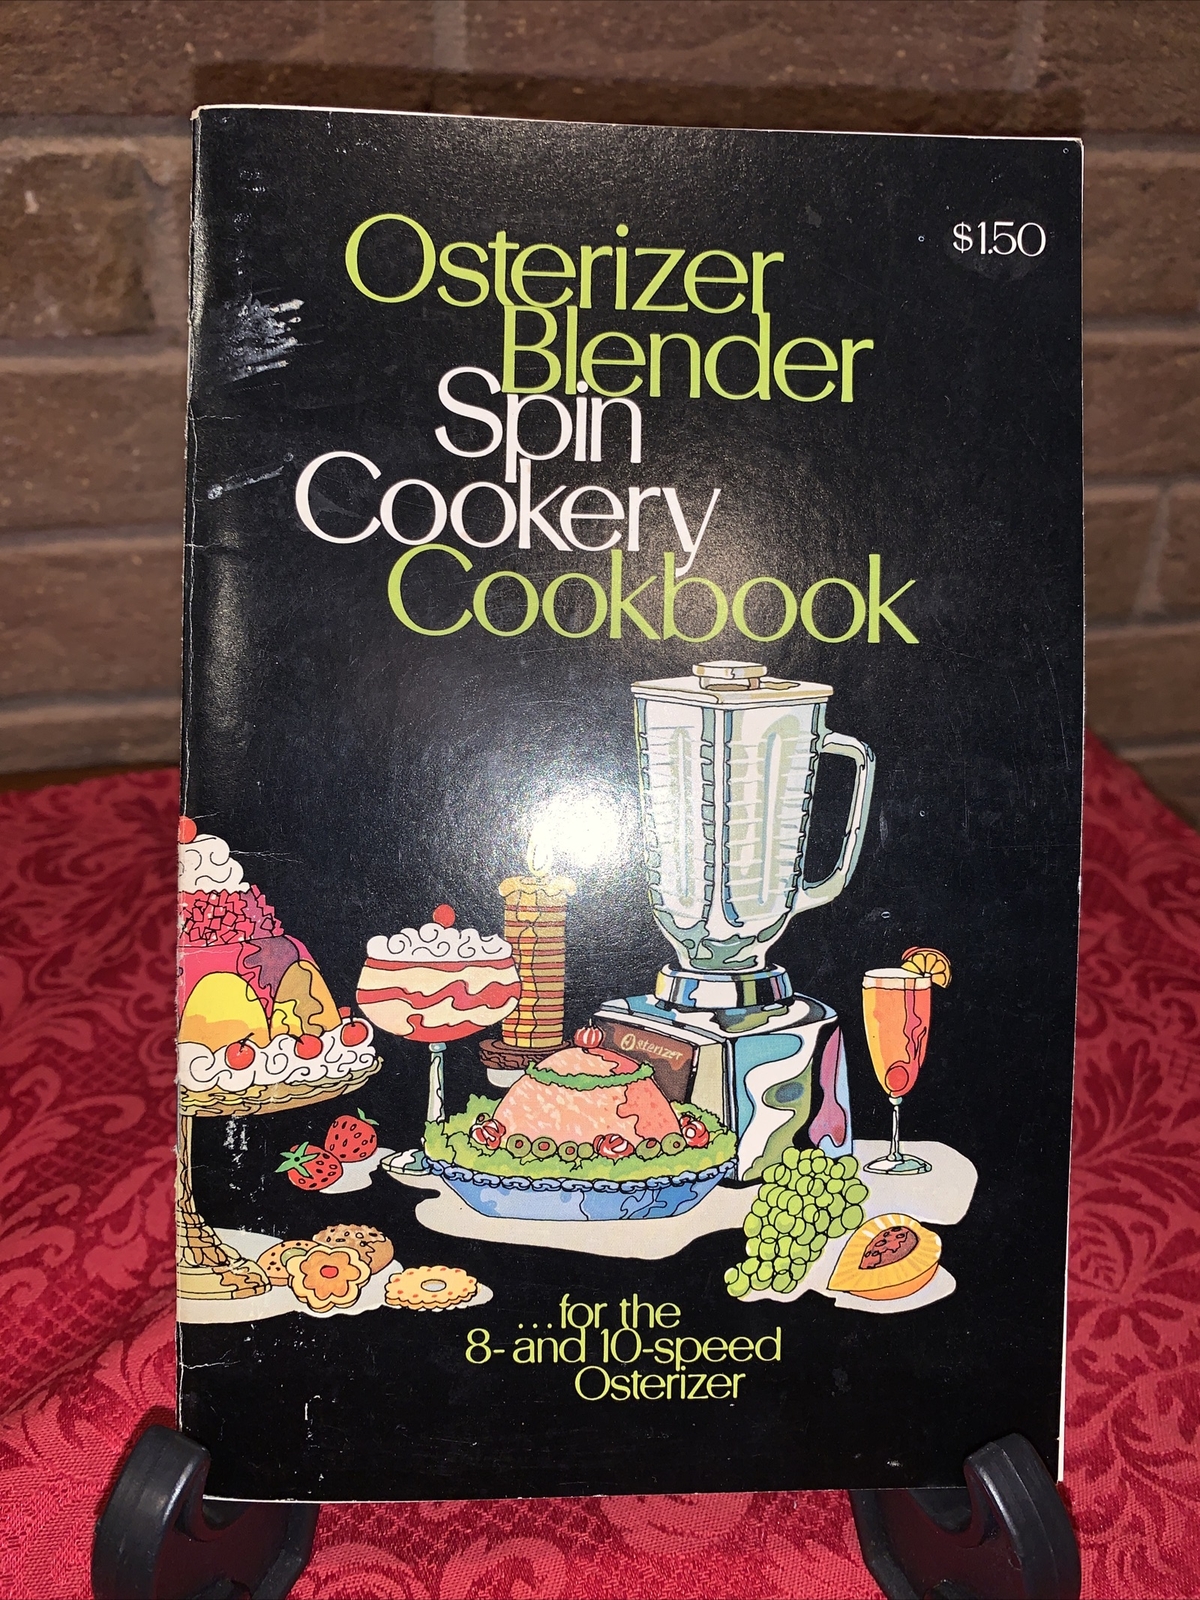 $1.50
Osterizer
Blender
Spin
Cookery
Cookbook
Osterizer
...for the
8- and 10-speed
Osterizer